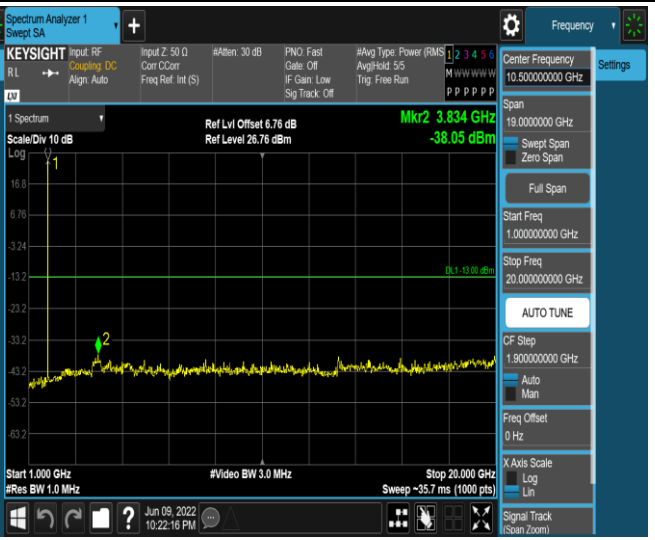 Spectrum Analyzer 1
Swept SA
Frequency
KEYSIGHT
Input: RF
Coupling: DC
Align: Auto
Input Z: 50 Ω
Corr CCorr
Freq Ref: Int (S)
#Atten: 30 dB
PNO: Fast
Gate: Off
IF Gain: Low
Sig Track: Off
#Avg Type: Power (RMS
Avg|Hold: 5/5
Trig: Free Run
1 2 3 4 5 6
M W W W W W
P P P P P P
R L
LXI
1 Spectrum
Scale/Div 10 dB
Log
Ref Lvl Offset 6.76 dB
Ref Level 26.76 dBm
Mkr2 3.834 GHz
-38.05 dBm
1
16.8
6.76
-3.24
-13.2
DL1 -13.00 dBm
-23.2
-33.2
2
-43.2
-53.2
-63.2
Start 1.000 GHz
#Res BW 1.0 MHz
#Video BW 3.0 MHz
Stop 20.000 GHz
Sweep ~35.7 ms (1000 pts)
?
Jun 09, 2022
10:22:16 PM
Center Frequency
10.500000000 GHz
Settings
Span
19.0000000 GHz
Swept Span
Zero Span
Full Span
Start Freq
1.000000000 GHz
Stop Freq
20.000000000 GHz
AUTO TUNE
CF Step
1.900000000 GHz
Auto
Man
Freq Offset
0 Hz
X Axis Scale
Log
Lin
Signal Track
(Span Zoom)